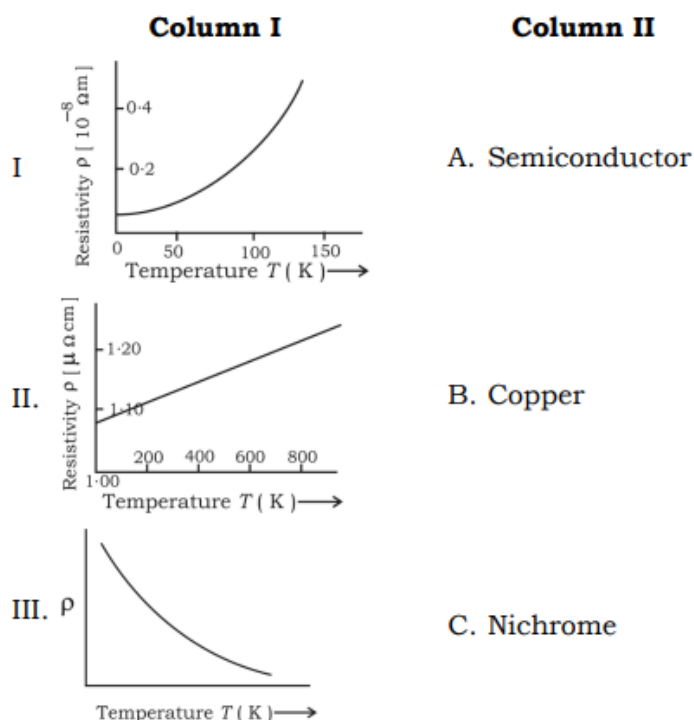 Column I Column II
I
Resistivity ρ [ 10⁻⁸ Ωm ]
0·4
0·2
0 50 100 150
Temperature T ( K )
A. Semiconductor
II.
Resistivity ρ [ μ Ω cm ]
1·20
1·10
200 400 600 800
1·00
Temperature T ( K )
B. Copper
III. ρ
Temperature T ( K )
C. Nichrome